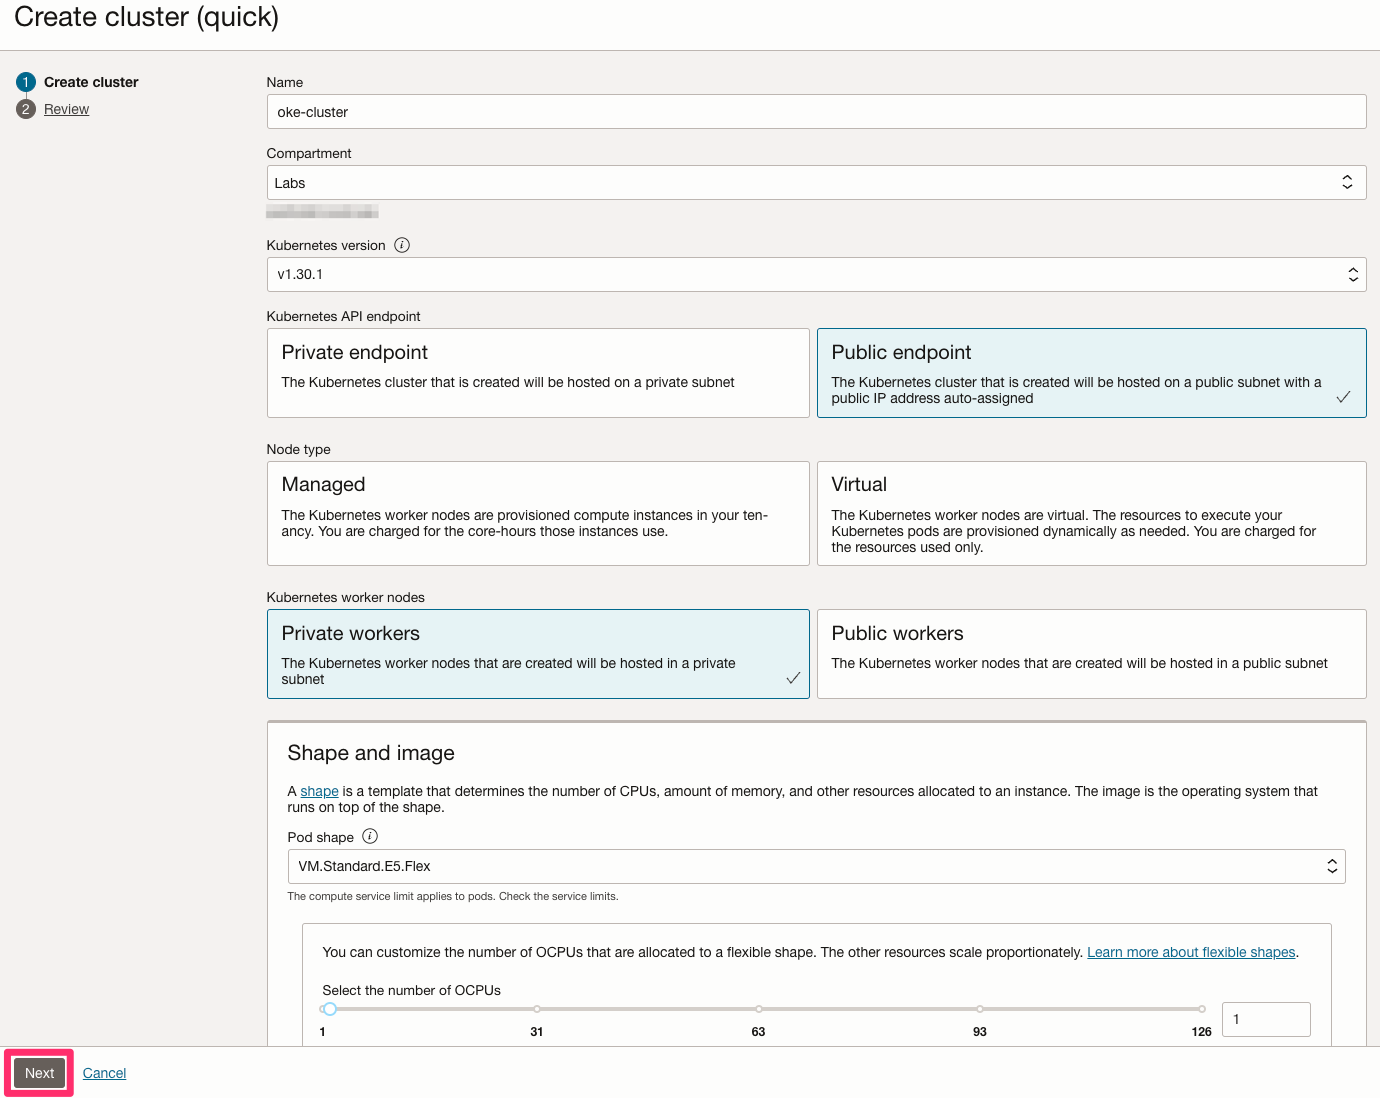 Create cluster (quick)
1 Create cluster
2 Review
Name
oke-cluster
Compartment
Labs
Kubernetes version i
v1.30.1
Kubernetes API endpoint
Private endpoint
The Kubernetes cluster that is created will be hosted on a private subnet
Public endpoint
The Kubernetes cluster that is created will be hosted on a public subnet with a
public IP address auto-assigned
Node type
Managed
The Kubernetes worker nodes are provisioned compute instances in your ten-
ancy. You are charged for the core-hours those instances use.
Virtual
The Kubernetes worker nodes are virtual. The resources to execute your
Kubernetes pods are provisioned dynamically as needed. You are charged for
the resources used only.
Kubernetes worker nodes
Private workers
The Kubernetes worker nodes that are created will be hosted in a private
subnet
Public workers
The Kubernetes worker nodes that are created will be hosted in a public subnet
Shape and image
A shape is a template that determines the number of CPUs, amount of memory, and other resources allocated to an instance. The image is the operating system that
runs on top of the shape.
Pod shape i
VM.Standard.E5.Flex
The compute service limit applies to pods. Check the service limits.
You can customize the number of OCPUs that are allocated to a flexible shape. The other resources scale proportionately. Learn more about flexible shapes.
Select the number of OCPUs
1 31 63 93 126
1
Next Cancel